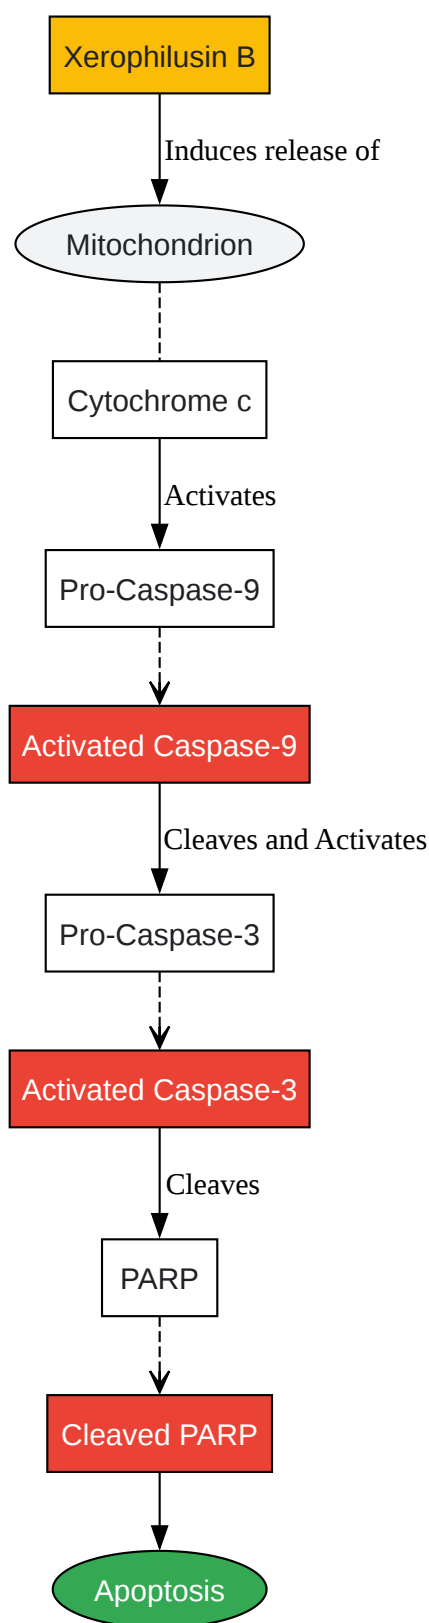 Xerophilusin B
Induces release of
Mitochondrion
Cytochrome c
Activates
Pro-Caspase-9
Activated Caspase-9
Cleaves and Activates
Pro-Caspase-3
Activated Caspase-3
Cleaves
PARP
Cleaved PARP
Apoptosis